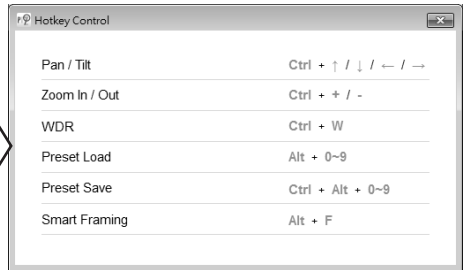 Hotkey Control
Pan / Tilt Ctrl + ↑ / ↓ / ← / →
Zoom In / Out Ctrl + + / -
WDR Ctrl + W
Preset Load Alt + 0~9
Preset Save Ctrl + Alt + 0~9
Smart Framing Alt + F